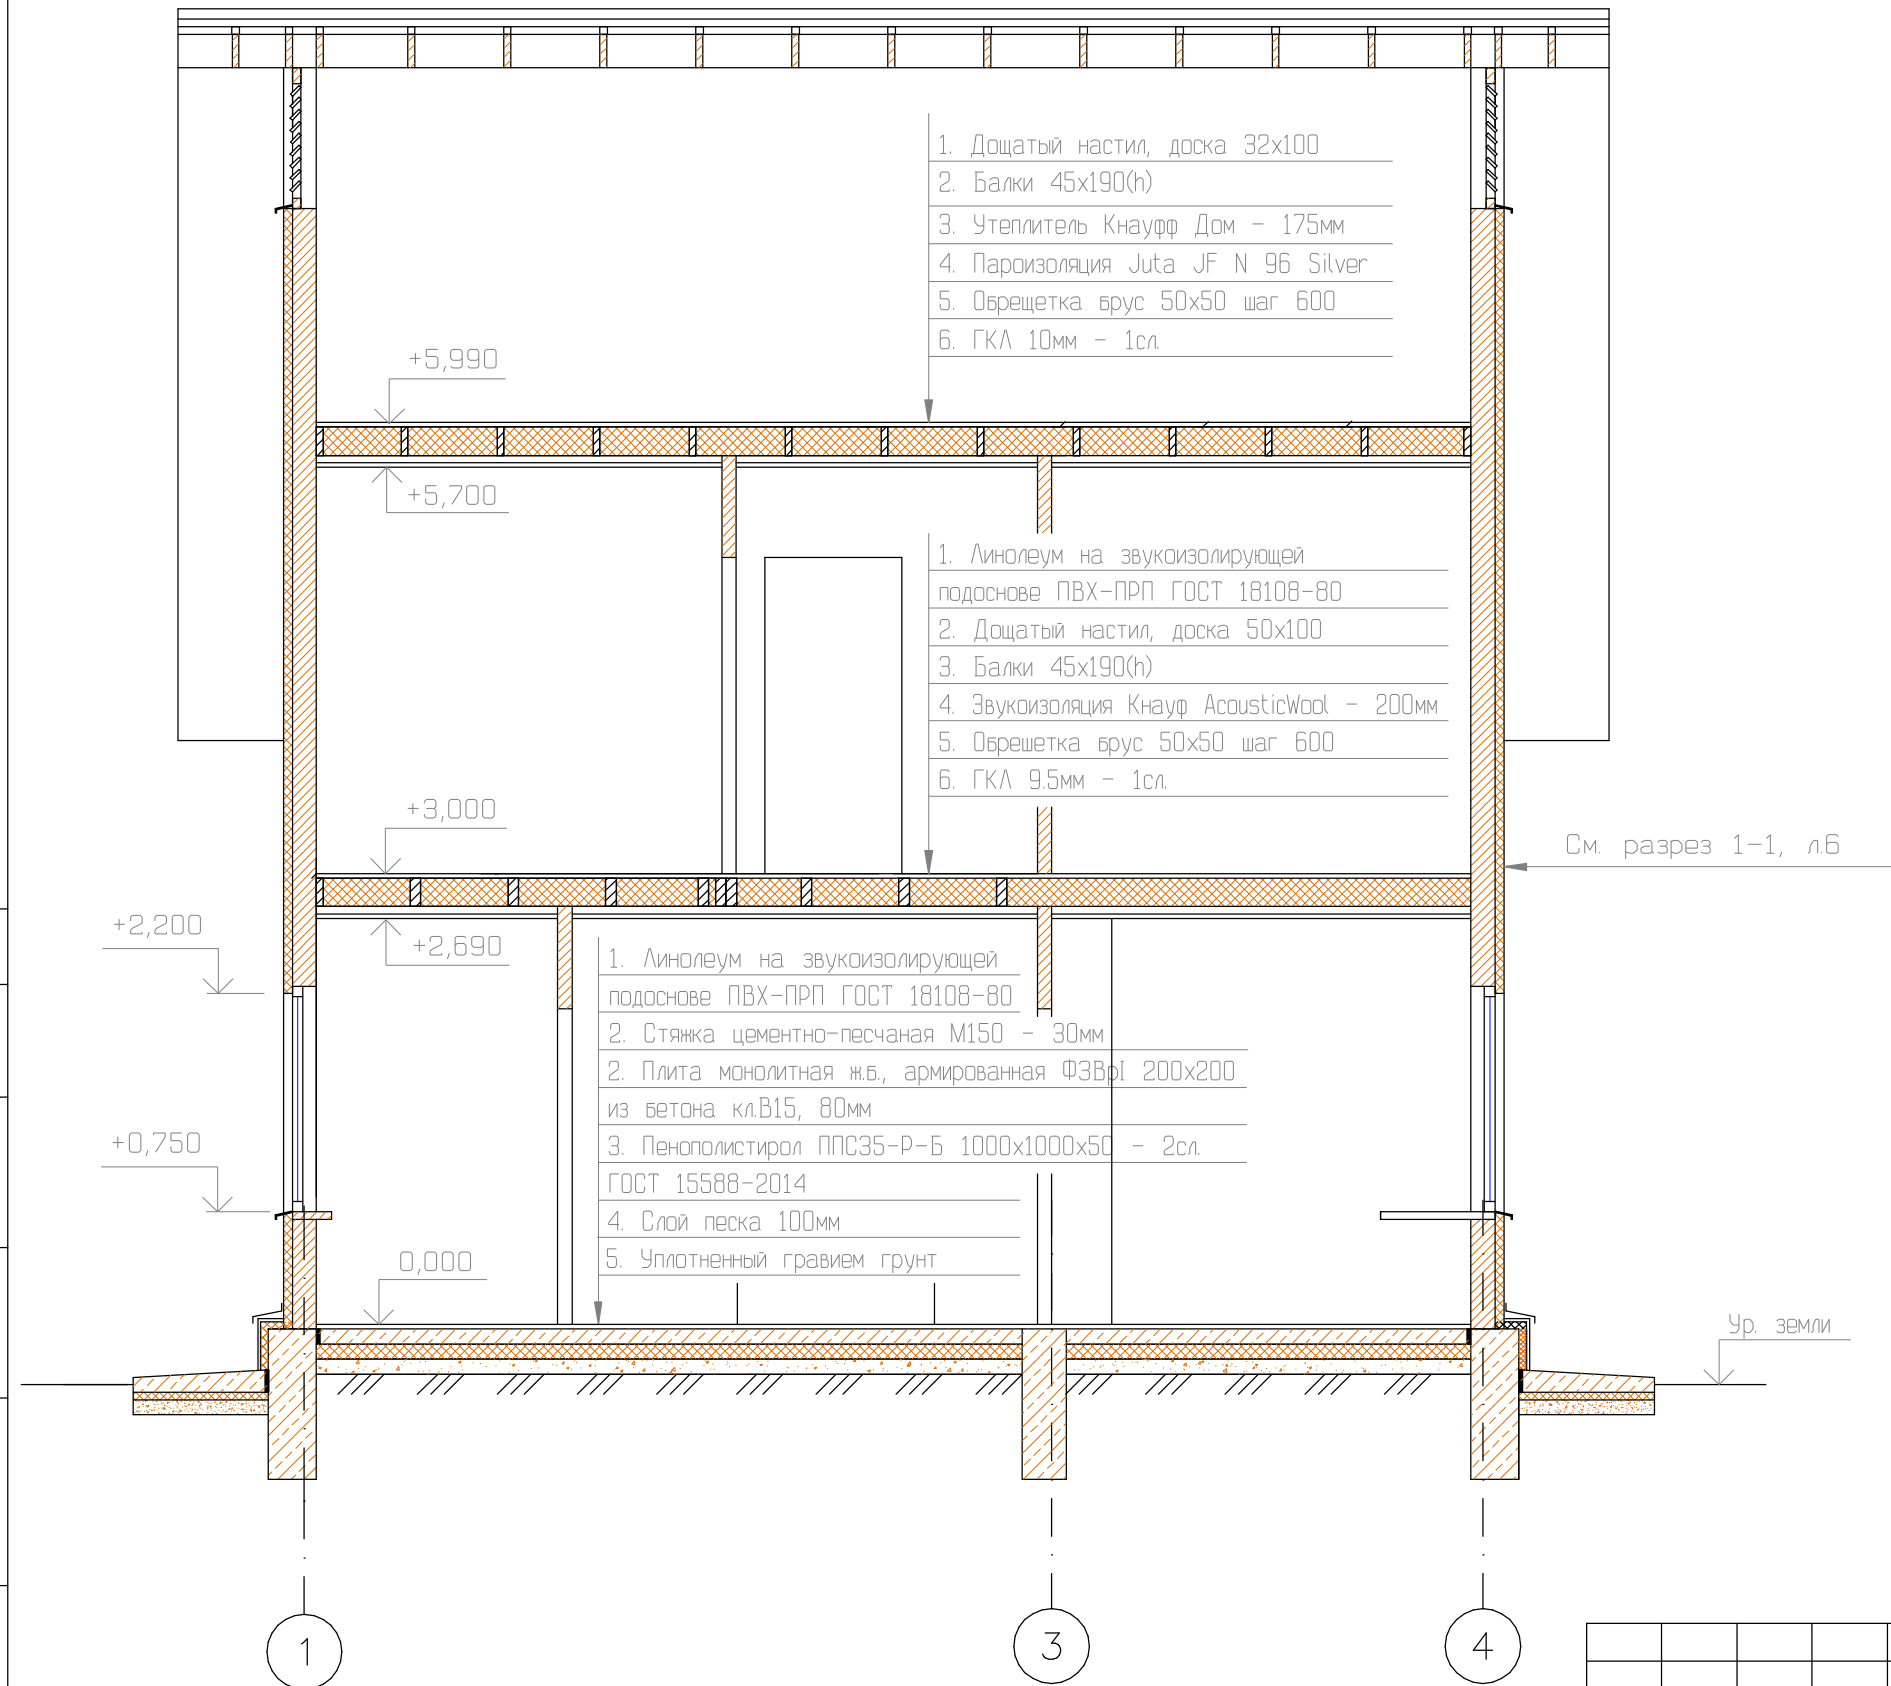 1. Дощатый настил, доска 32х100
2. Балки 45х190(h)
3. Утеплитель Кнауфф Дом - 175мм
4. Пароизоляция Juta JF N 96 Silver
5. Обрещетка брус 50х50 шаг 600
6. ГКЛ 10мм - 1сл.
+5,990
+5,700
1. Линолеум на звукоизолирующей
подоснове ПВХ-ПРП ГОСТ 18108-80
2. Дощатый настил, доска 50х100
3. Балки 45х190(h)
4. Звукоизоляция Кнауф AcousticWool - 200мм
5. Обрешетка брус 50х50 шаг 600
6. ГКЛ 9.5мм - 1сл.
+3,000
См. разрез 1-1, л.6
+2,200
+2,690
1. Линолеум на звукоизолирующей
подоснове ПВХ-ПРП ГОСТ 18108-80
2. Стяжка цементно-песчаная М150 - 30мм
2. Плита монолитная ж.б., армированная Ф3ВрI 200х200
из бетона кл.В15, 80мм
3. Пенополистирол ППС35-Р-Б 1000х1000х50 - 2сл.
ГОСТ 15588-2014
4. Слой песка 100мм
5. Уплотненный гравием грунт
+0,750
0,000
Ур. земли
1
3
4